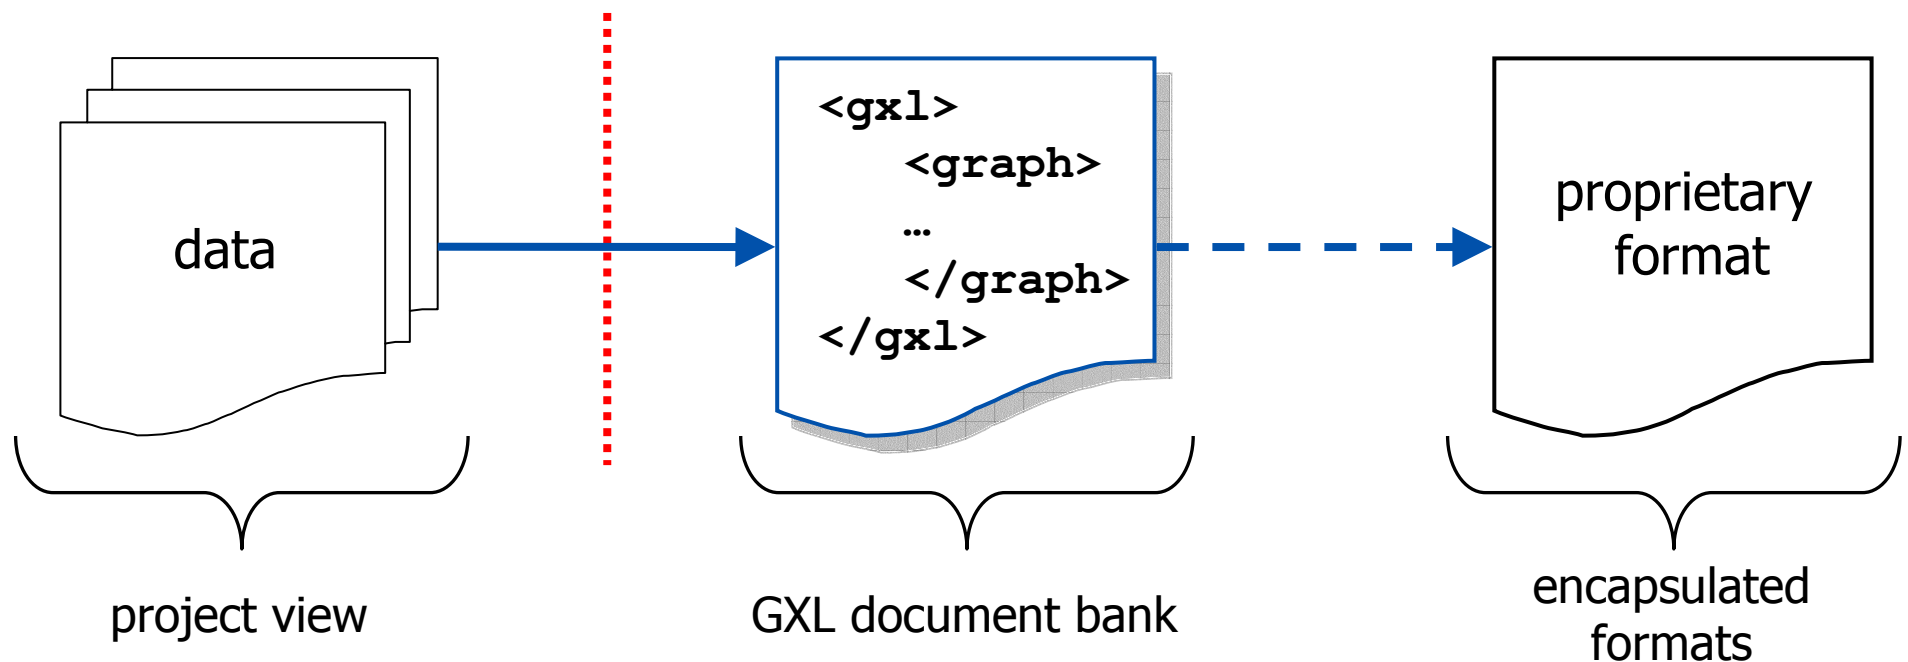 data
<gxl>
<graph>
…
</graph>
</gxl>
proprietary
format
project view
GXL document bank
encapsulated
formats